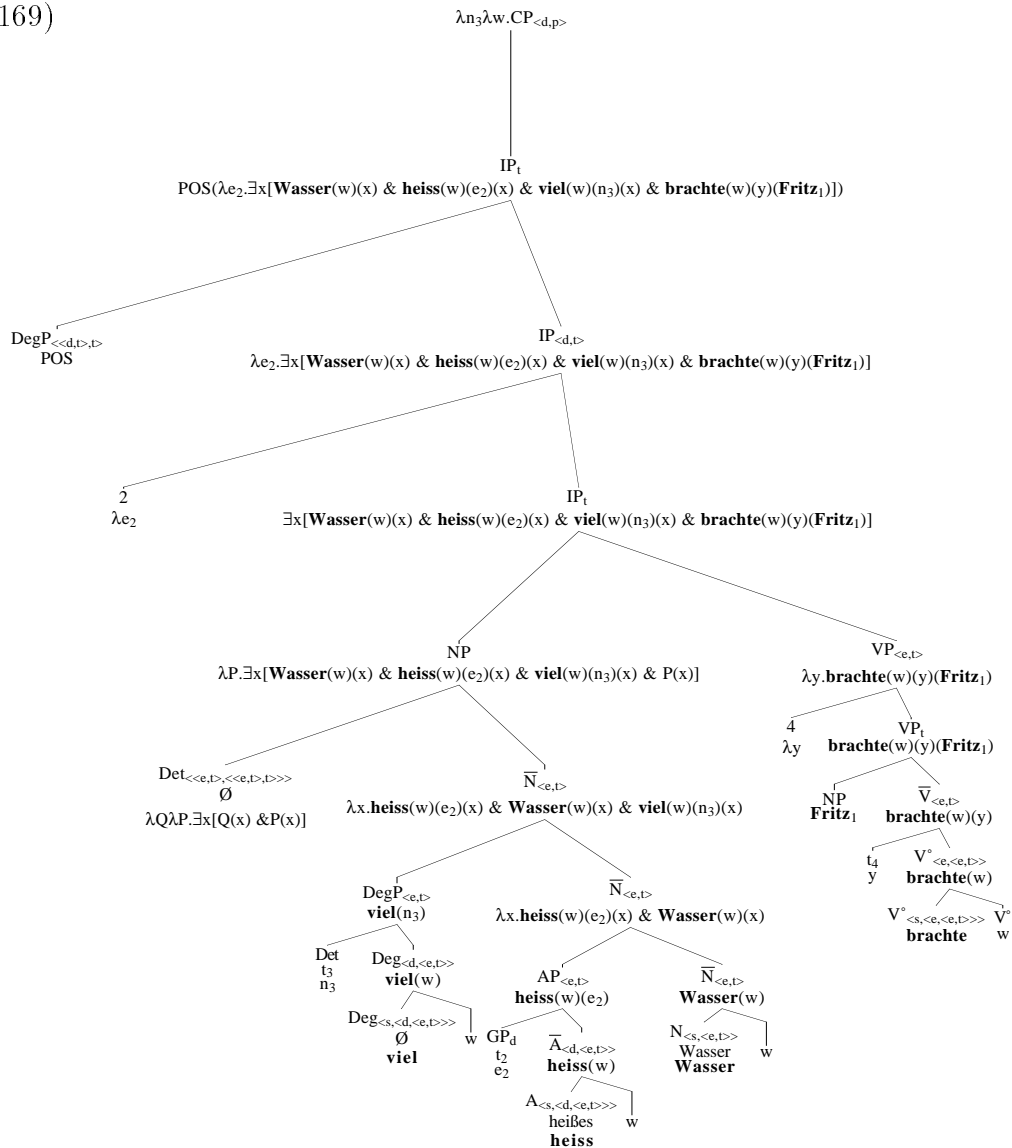 169)
λn₃λw.CP<d,p>
IPₜ
POS(λe₂.∃x[Wasser(w)(x) & heiss(w)(e₂)(x) & viel(w)(n₃)(x) & brachte(w)(y)(Fritz₁)])
DegP<<d,t>,t>
POS
IP<d,t>
λe₂.∃x[Wasser(w)(x) & heiss(w)(e₂)(x) & viel(w)(n₃)(x) & brachte(w)(y)(Fritz₁)]
2
λe₂
IPₜ
∃x[Wasser(w)(x) & heiss(w)(e₂)(x) & viel(w)(n₃)(x) & brachte(w)(y)(Fritz₁)]
NP
λP.∃x[Wasser(w)(x) & heiss(w)(e₂)(x) & viel(w)(n₃)(x) & P(x)]
VP<e,t>
λy.brachte(w)(y)(Fritz₁)
4
λy
VPₜ
brachte(w)(y)(Fritz₁)
Det<<e,t>,<<e,t>,t>>>
Ø
λQλP.∃x[Q(x) &P(x)]
N̅<e,t>
λx.heiss(w)(e₂)(x) & Wasser(w)(x) & viel(w)(n₃)(x)
NP
Fritz₁
V̅<e,t>
brachte(w)(y)
t₄
y
V°<e,<e,t>>
brachte(w)
V°<s,<e,<e,t>>>
brachte
V°
w
DegP<e,t>
viel(n₃)
N̅<e,t>
λx.heiss(w)(e₂)(x) & Wasser(w)(x)
Det
t₃
n₃
Deg<d,<e,t>>
viel(w)
Deg<s,<d,<e,t>>>
Ø
viel
w
AP<e,t>
heiss(w)(e₂)
N̅<e,t>
Wasser(w)
GP<d>
t₂
e₂
A̅<d,<e,t>>
heiss(w)
N<s,<e,t>>
Wasser
Wasser
w
A<s,<d,<e,t>>>
heißes
heiss
w